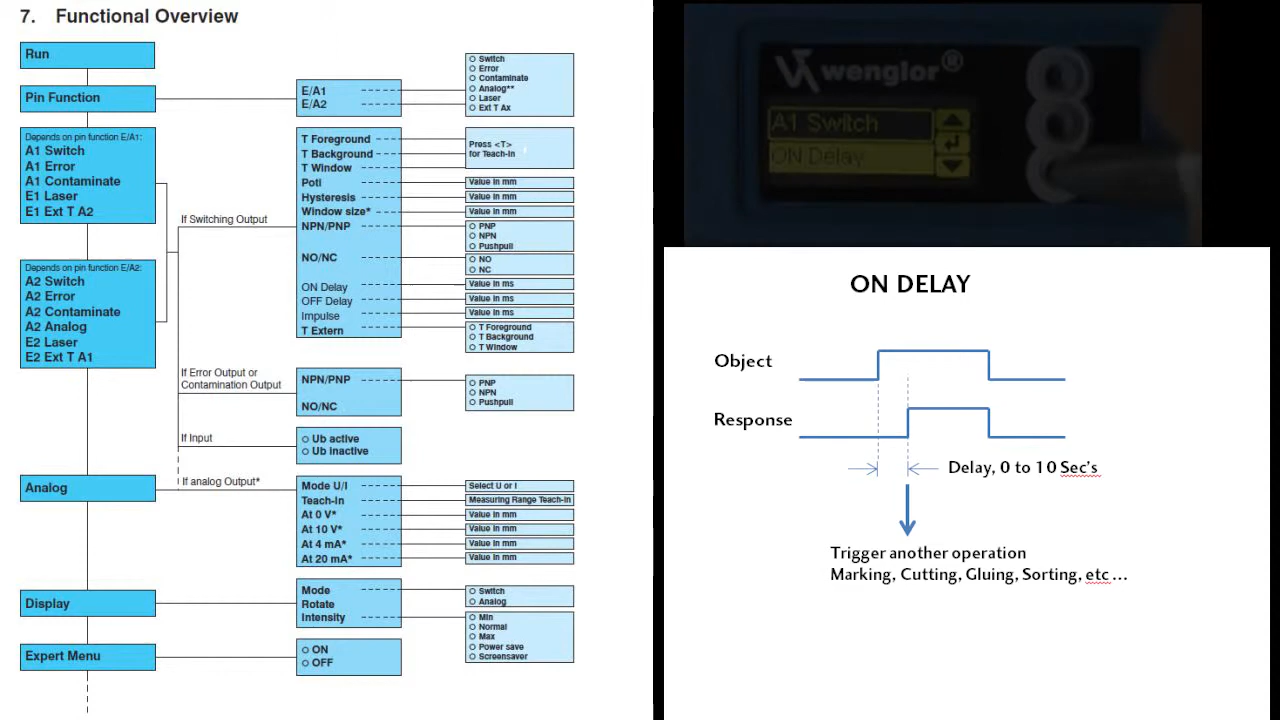 7. Functional Overview
Run
Pin Function
E/A1
E/A2
Switch
Error
Contaminate
Analog**
Laser
Ext T Ax
Depends on pin function E/A1:
A1 Switch
A1 Error
A1 Contaminate
E1 Laser
E1 Ext T A2
Depends on pin function E/A2:
A2 Switch
A2 Error
A2 Contaminate
A2 Analog
E2 Laser
E2 Ext T A1
If Switching Output
T Foreground
T Background
T Window
Poti
Hysteresis
Window size*
NPN/PNP
NO/NC
ON Delay
OFF Delay
Impulse
T Extern
Press <T>
for Teach-In
Value in mm
Value in mm
Value in mm
PNP
NPN
Pushpull
NO
NC
Value in ms
Value in ms
Value in ms
T Foreground
T Background
T Window
If Error Output or
Contamination Output
NPN/PNP
NO/NC
PNP
NPN
Pushpull
If Input
Ub active
Ub inactive
Analog
If analog Output*
Mode U/I
Teach-In
At 0 V*
At 10 V*
At 4 mA*
At 20 mA*
Select U or I
Measuring Range Teach-in
Value in mm
Value in mm
Value in mm
Value in mm
Display
Mode
Rotate
Intensity
Switch
Analog
Min
Normal
Max
Power save
Screensaver
Expert Menu
ON
OFF
wenglor®
A1 Switch
ON Delay
ON DELAY
Object
Response
Delay, 0 to 10 Sec's
Trigger another operation
Marking, Cutting, Gluing, Sorting, etc...